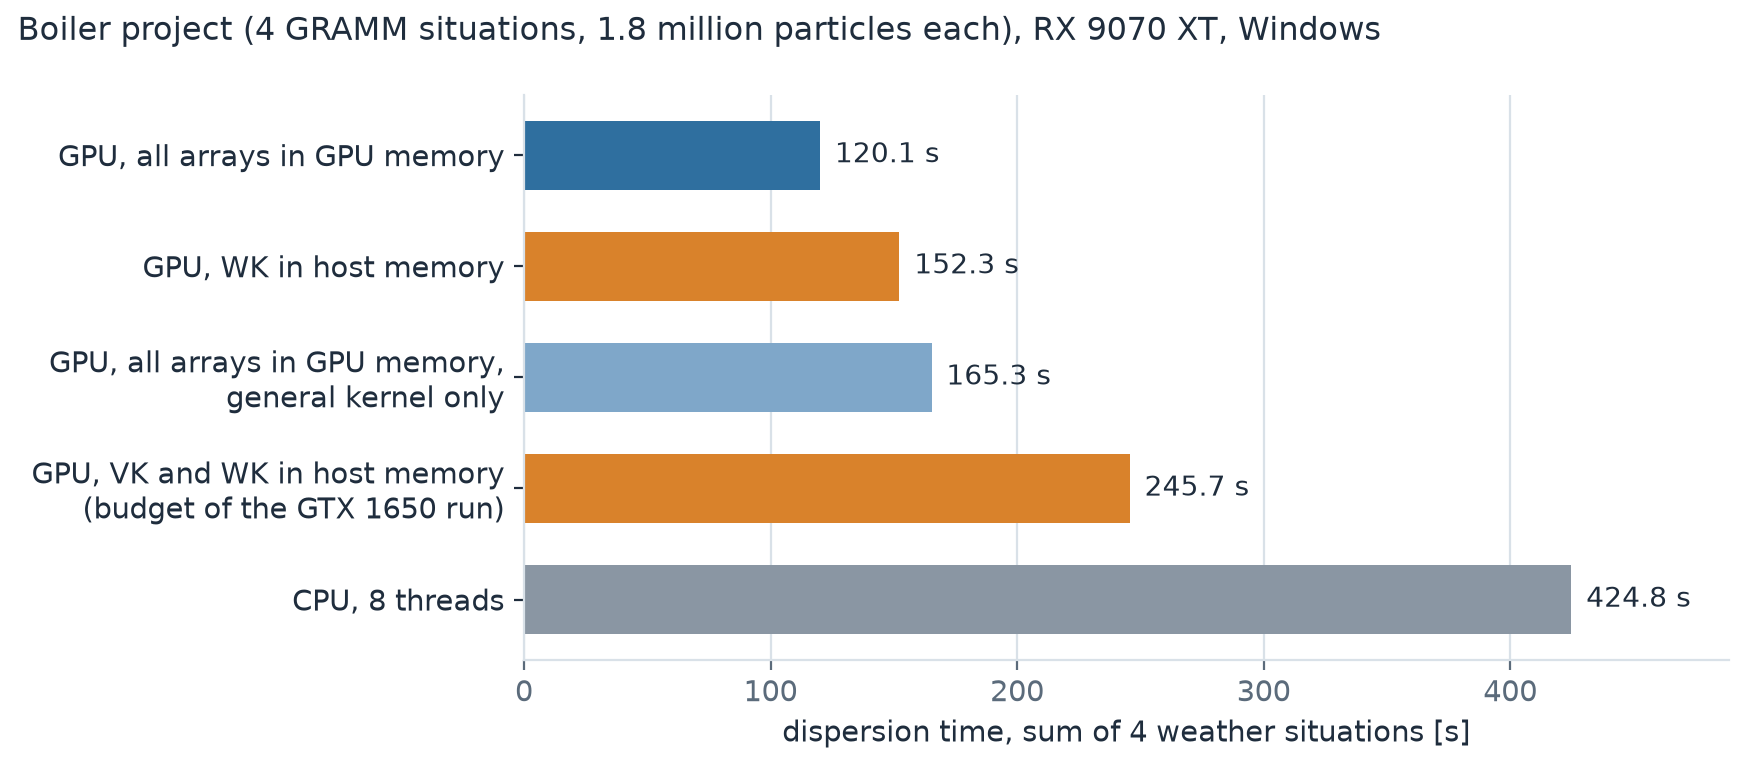 Boiler project (4 GRAMM situations, 1.8 million particles each), RX 9070 XT, Windows
GPU, all arrays in GPU memory
120.1 s
GPU, WK in host memory
152.3 s
GPU, all arrays in GPU memory,
general kernel only
165.3 s
GPU, VK and WK in host memory
(budget of the GTX 1650 run)
245.7 s
CPU, 8 threads
424.8 s
0 100 200 300 400
dispersion time, sum of 4 weather situations [s]